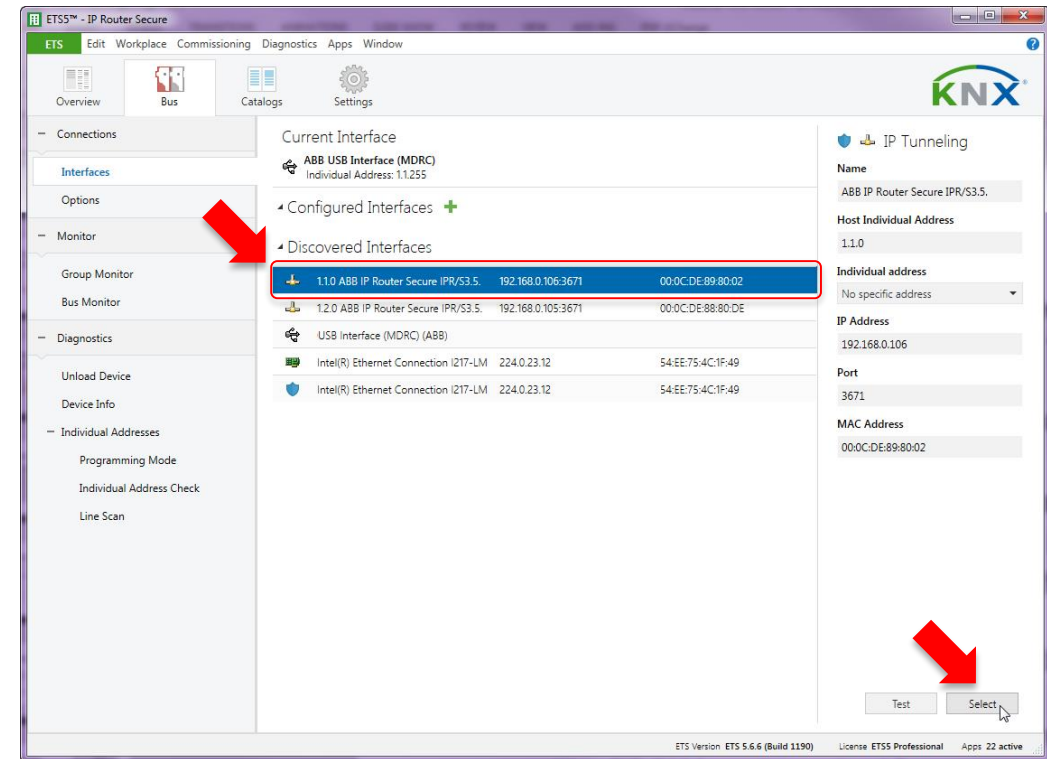 ETS5™ - IP Router Secure
ETS Edit Workplace Commissioning Diagnostics Apps Window
Overview Bus Catalogs Settings
KNX
Connections
Interfaces
Options
Monitor
Group Monitor
Bus Monitor
Diagnostics
Unload Device
Device Info
Individual Addresses
Programming Mode
Individual Address Check
Line Scan
Current Interface
ABB USB Interface (MDRC)
Individual Address: 1.1.255
Configured Interfaces
Discovered Interfaces
1.1.0 ABB IP Router Secure IPR/S3.5. 192.168.0.106:3671 00:0C:DE:89:80:02
1.2.0 ABB IP Router Secure IPR/S3.5. 192.168.0.105:3671 00:0C:DE:88:80:DE
USB Interface (MDRC) (ABB)
Intel(R) Ethernet Connection I217-LM 224.0.23.12 54:EE:75:4C:1F:49
Intel(R) Ethernet Connection I217-LM 224.0.23.12 54:EE:75:4C:1F:49
IP Tunneling
Name
ABB IP Router Secure IPR/S3.5.
Host Individual Address
1.1.0
Individual address
No specific address
IP Address
192.168.0.106
Port
3671
MAC Address
00:0C:DE:89:80:02
Test Select
ETS Version ETS 5.6.6 (Build 1190) License ETS5 Professional Apps 22 active